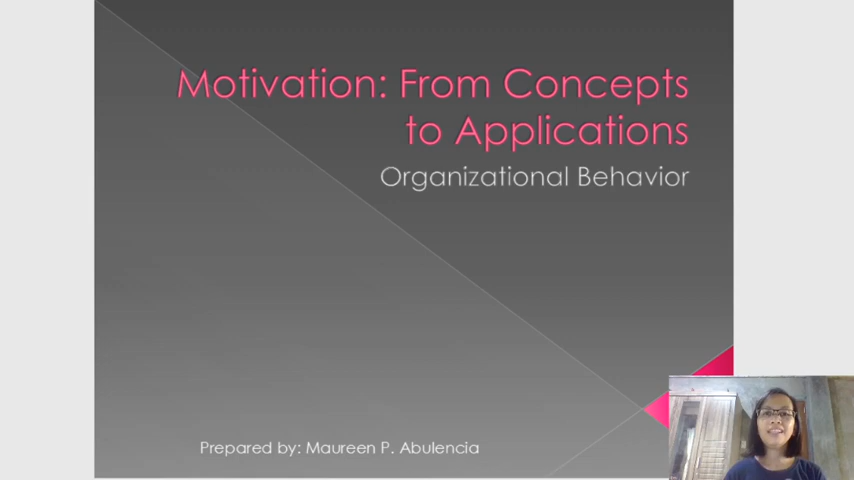 Motivation: From Concepts
to Applications
Organizational Behavior
Prepared by: Maureen P. Abulencia